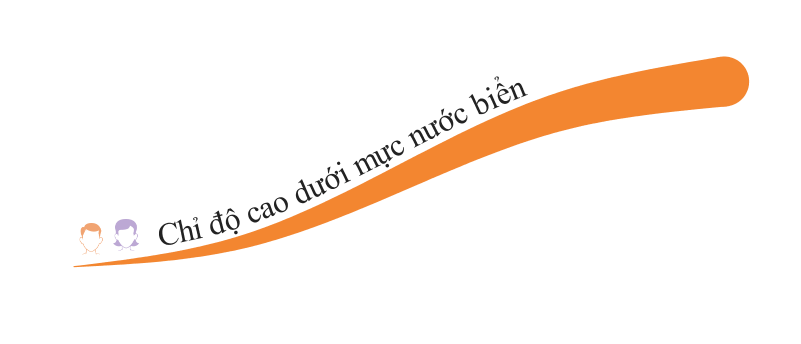 Chỉ độ cao dưới mực nước biển